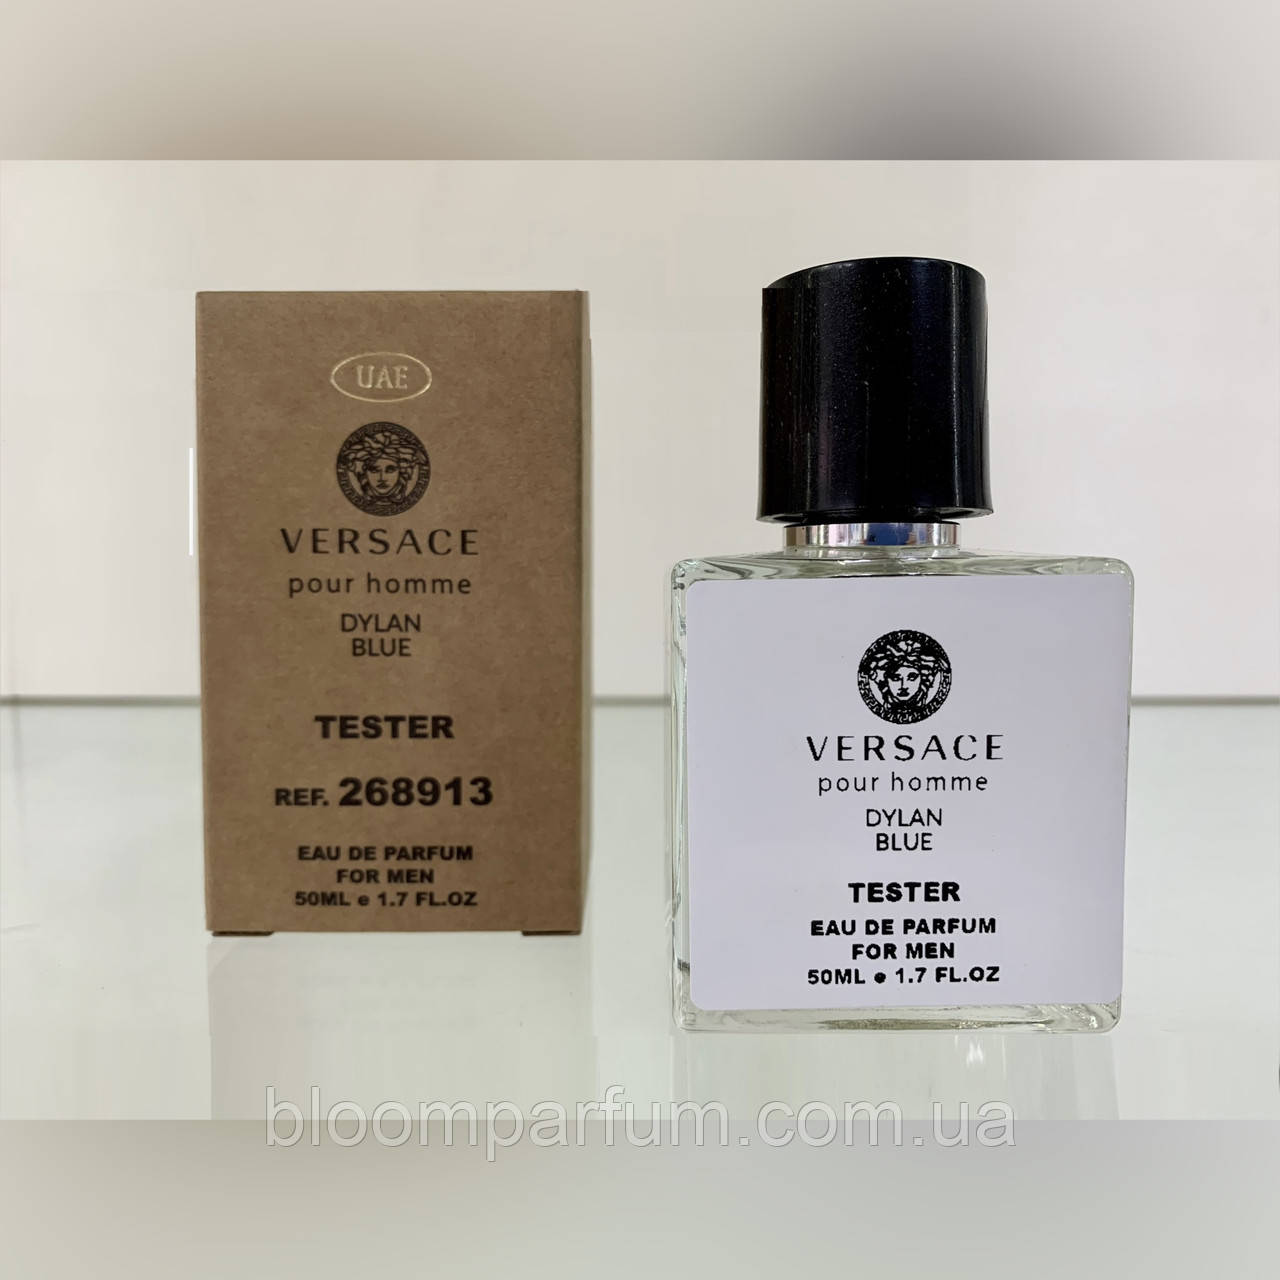 UAE
VERSACE
pour homme
DYLAN
BLUE
TESTER
REF. 268913
EAU DE PARFUM
FOR MEN
50ML e 1.7 FL.OZ
VERSACE
pour homme
DYLAN
BLUE
TESTER
EAU DE PARFUM
FOR MEN
50ML e 1.7 FL.OZ
bloomparfum.com.ua